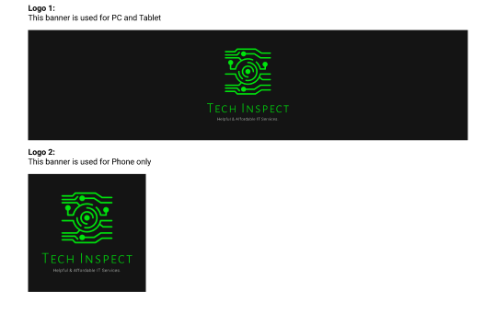 Logo 1:
This banner is used for PC and Tablet
TECH INSPECT
Helpful & Affordable IT Services
Logo 2:
This banner is used for Phone only
TECH INSPECT
Helpful & Affordable IT Services